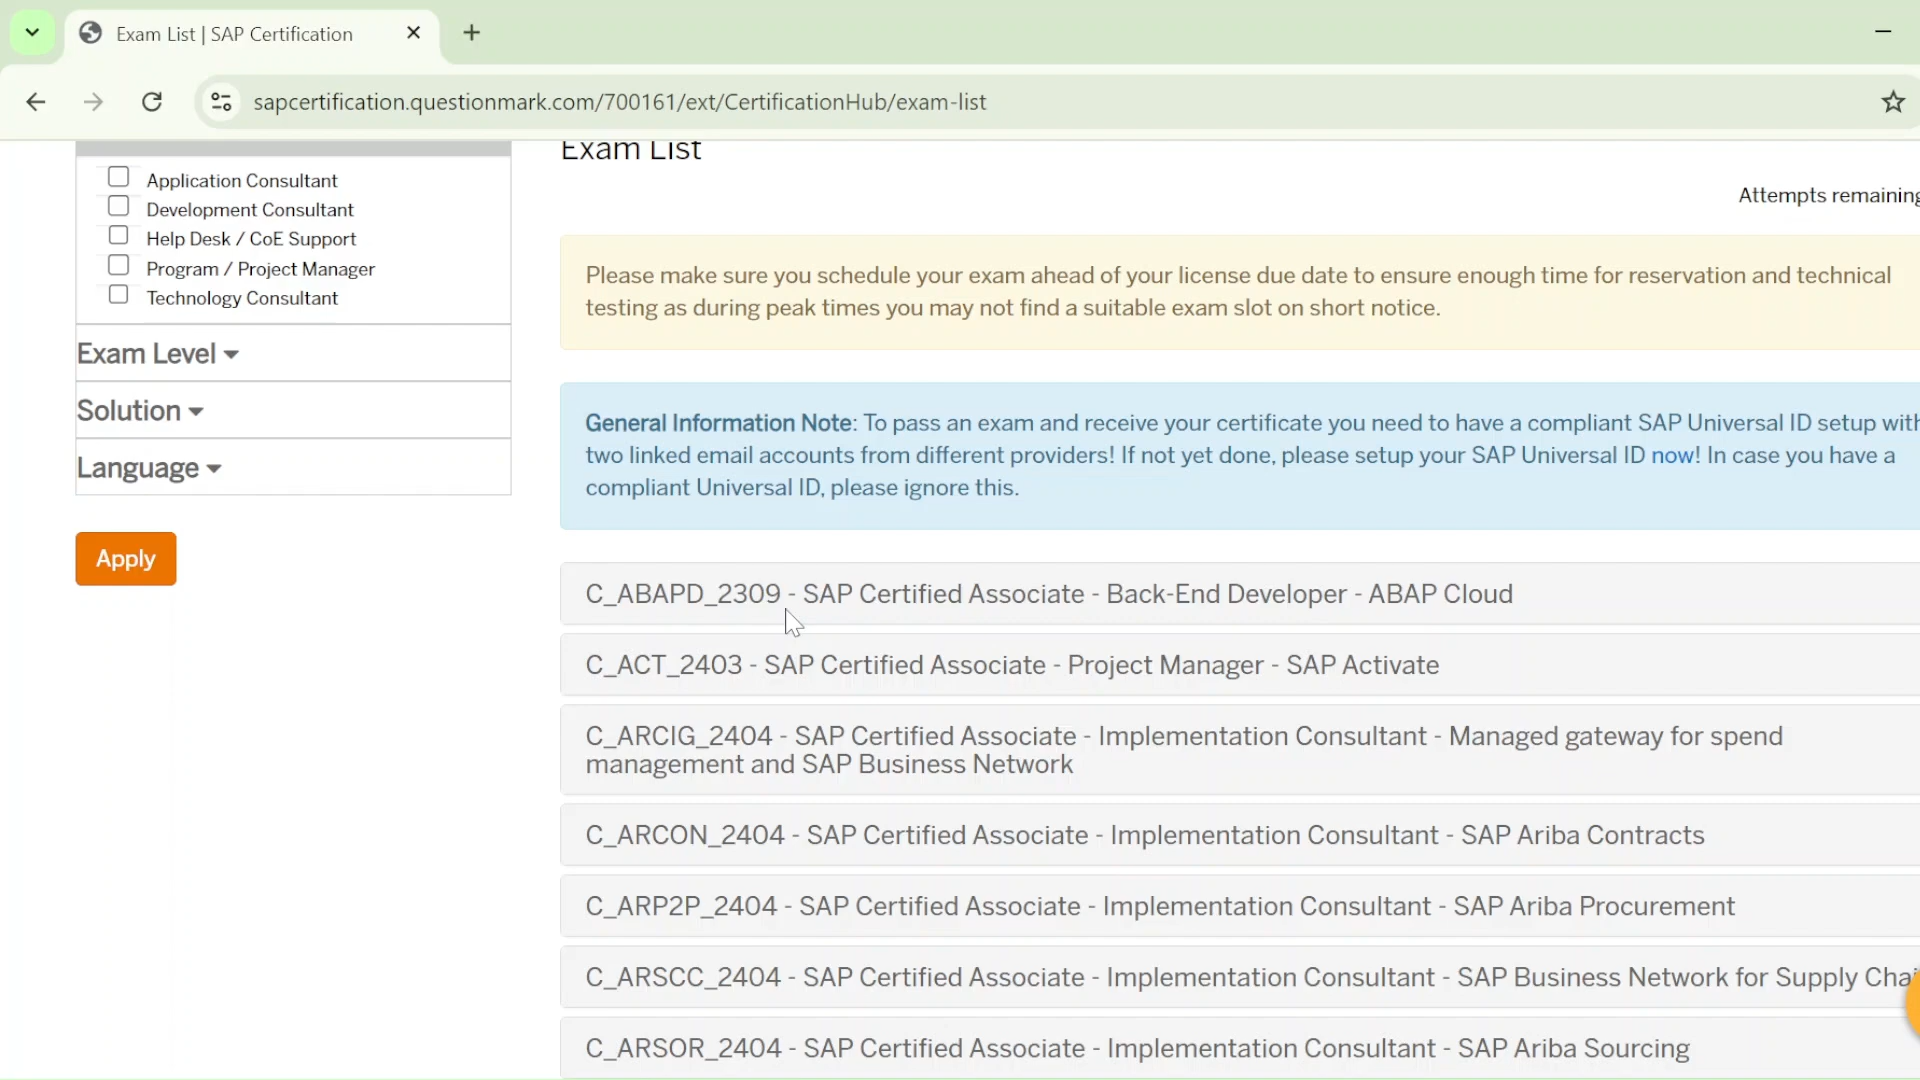 Exam List | SAP Certification
sapcertification.questionmark.com/700161/ext/CertificationHub/exam-list
Application Consultant
Development Consultant
Help Desk / CoE Support
Program / Project Manager
Technology Consultant
Exam Level
Solution
Language
Apply
Exam List
Attempts remaining
Please make sure you schedule your exam ahead of your license due date to ensure enough time for reservation and technical
testing as during peak times you may not find a suitable exam slot on short notice.
General Information Note: To pass an exam and receive your certificate you need to have a compliant SAP Universal ID setup with
two linked email accounts from different providers! If not yet done, please setup your SAP Universal ID now! In case you have a
compliant Universal ID, please ignore this.
C_ABAPD_2309 - SAP Certified Associate - Back-End Developer - ABAP Cloud
C_ACT_2403 - SAP Certified Associate - Project Manager - SAP Activate
C_ARCIG_2404 - SAP Certified Associate - Implementation Consultant - Managed gateway for spend
management and SAP Business Network
C_ARCON_2404 - SAP Certified Associate - Implementation Consultant - SAP Ariba Contracts
C_ARP2P_2404 - SAP Certified Associate - Implementation Consultant - SAP Ariba Procurement
C_ARSCC_2404 - SAP Certified Associate - Implementation Consultant - SAP Business Network for Supply Chai
C_ARSOR_2404 - SAP Certified Associate - Implementation Consultant - SAP Ariba Sourcing